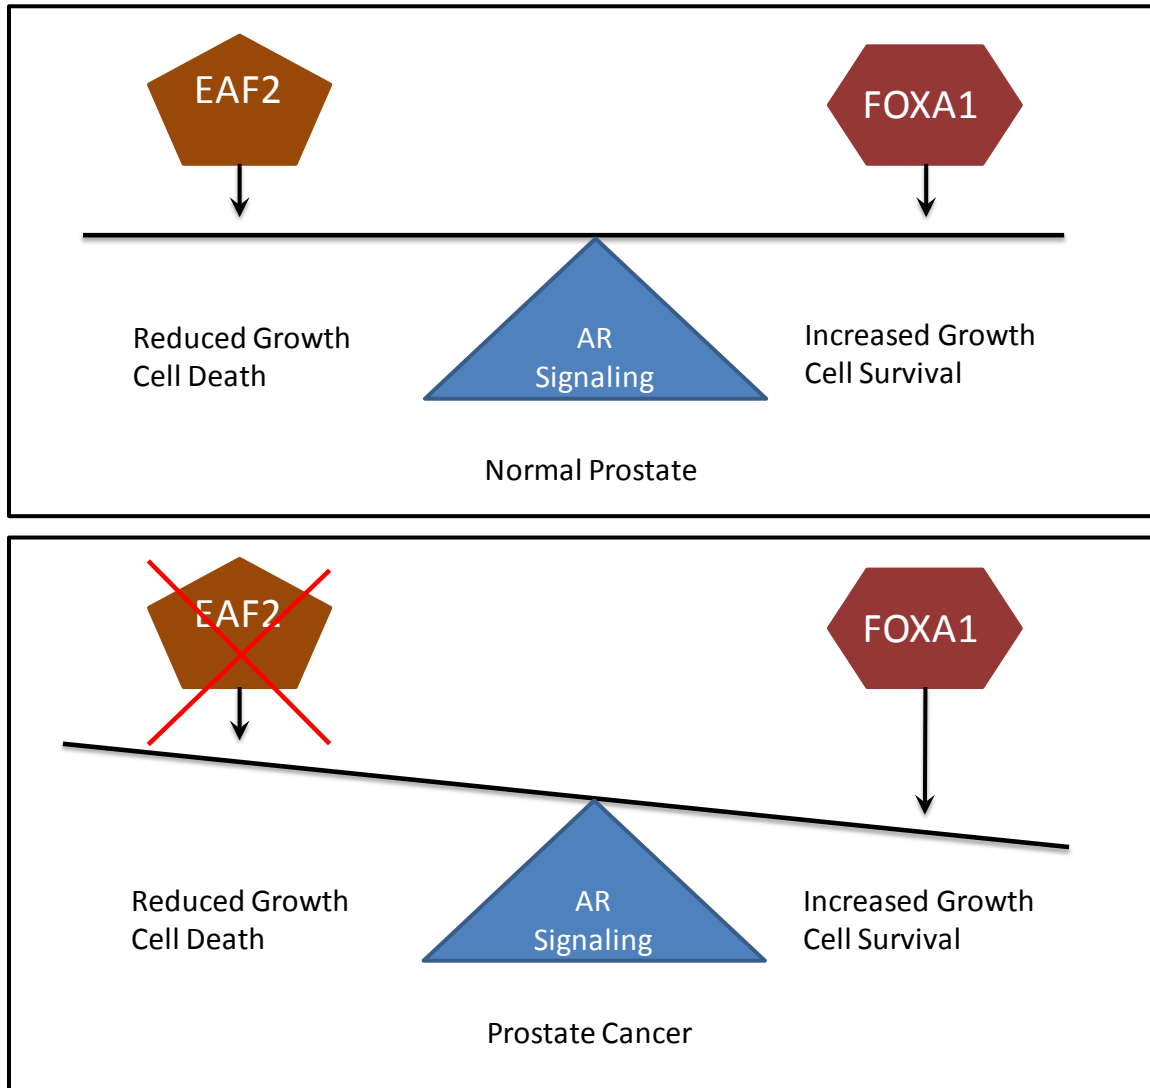 EAF2
FOXA1
Reduced Growth
Cell Death
AR
Signaling
Increased Growth
Cell Survival
Normal Prostate
EAF2
FOXA1
Reduced Growth
Cell Death
AR
Signaling
Increased Growth
Cell Survival
Prostate Cancer